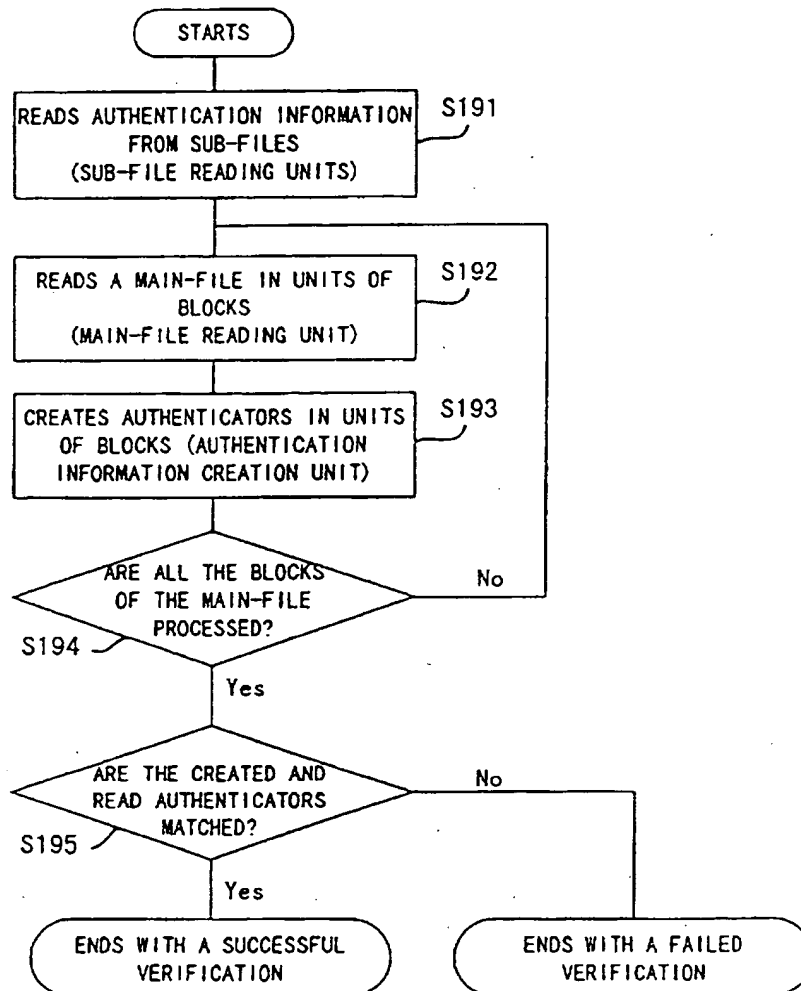 STARTS
READS AUTHENTICATION INFORMATION
FROM SUB-FILES
(SUB-FILE READING UNITS)
S191
READS A MAIN-FILE IN UNITS OF
BLOCKS
(MAIN-FILE READING UNIT)
S192
CREATES AUTHENTICATORS IN UNITS
OF BLOCKS (AUTHENTICATION
INFORMATION CREATION UNIT)
S193
ARE ALL THE BLOCKS
OF THE MAIN-FILE
PROCESSED?
No
S194
Yes
ARE THE CREATED AND
READ AUTHENTICATORS
MATCHED?
No
S195
Yes
ENDS WITH A SUCCESSFUL
VERIFICATION
ENDS WITH A FAILED
VERIFICATION